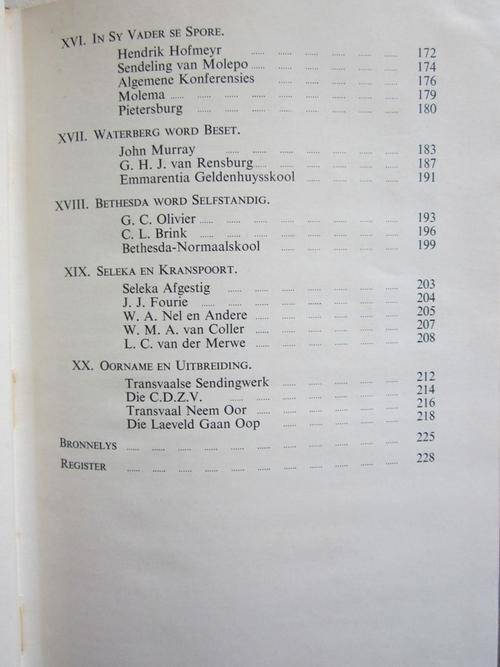 XVI. In Sy Vader se Spore.
Hendrik Hofmeyr ...... ...... ...... ...... 172
Sendeling van Molepo ...... ...... ...... ...... 174
Algemene Konferensies ...... ...... ...... ...... 176
Molema ...... ...... ...... ...... ...... ...... ...... 179
Pietersburg ...... ...... ...... ...... ...... ...... 180
XVII. Waterberg word Beset.
John Murray ...... ...... ...... ...... ...... 183
G. H. J. van Rensburg ...... ...... ...... ...... ...... 187
Emmarentia Geldenhuysskool ...... ...... ...... ...... 191
XVIII. Bethesda word Selfstandig.
G. C. Olivier ...... ...... ...... ...... ...... ...... 193
C. L. Brink ...... ...... ...... ...... ...... ...... 196
Bethesda-Normaalskool ...... ...... ...... ...... 199
XIX. Seleka en Kranspoort.
Seleka Afgestig ...... ...... ...... ...... ...... ...... 203
J. J. Fourie ...... ...... ...... ...... ...... ...... 204
W. A. Nel en Andere ...... ...... ...... ...... ...... 205
W. M. A. van Coller ...... ...... ...... ...... ...... 207
L. C. van der Merwe ...... ...... ...... ...... ...... 208
XX. Oorname en Uitbreiding.
Transvaalse Sendingwerk ...... ...... ...... ...... 212
Die C.D.Z.V. ...... ...... ...... ...... ...... ...... 214
Transvaal Neem Oor ...... ...... ...... ...... ...... 216
Die Laeveld Gaan Oop ...... ...... ...... ...... ...... 218
Bronnelys ...... ...... ...... ...... ...... ...... ...... ...... 225
Register ...... ...... ...... ...... ...... ...... ...... ...... 228